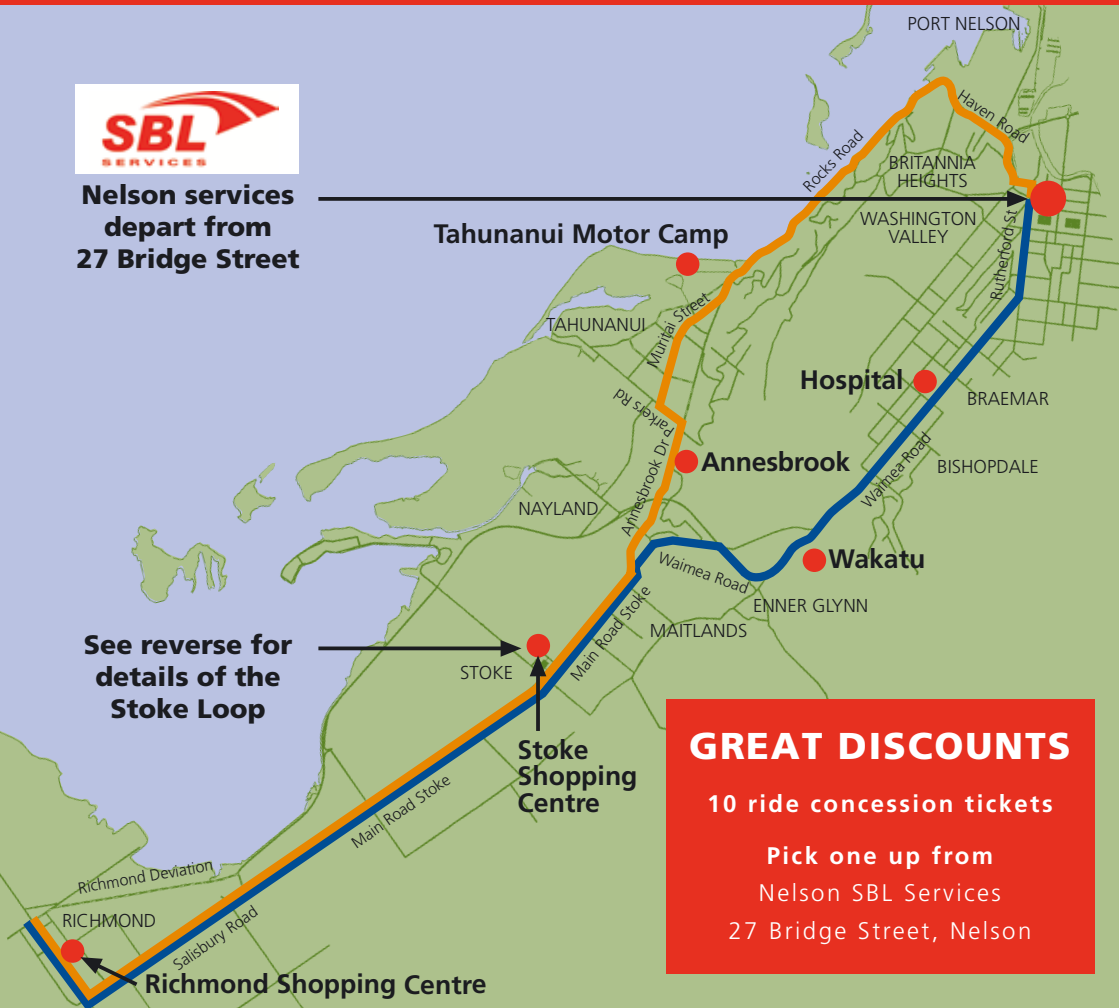 PORT NELSON
SBL
SERVICES
Nelson services
depart from
27 Bridge Street
Haven Road
Rocks Road
BRITANNIA
HEIGHTS
WASHINGTON
VALLEY
Rutherford St
Tahunanui Motor Camp
TAHUNANUI
Muritai Street
Parkers Rd
Hospital
BRAEMAR
Annesbrook
Annesbrook Dr
Waimea Road
BISHOPDALE
NAYLAND
Wakatu
Waimea Road
ENNER GLYNN
MAITLANDS
Main Road Stoke
See reverse for
details of the
Stoke Loop
STOKE
Stoke
Shopping
Centre
Main Road Stoke
Richmond Deviation
RICHMOND
Salisbury Road
Richmond Shopping Centre
GREAT DISCOUNTS
10 ride concession tickets
Pick one up from
Nelson SBL Services
27 Bridge Street, Nelson